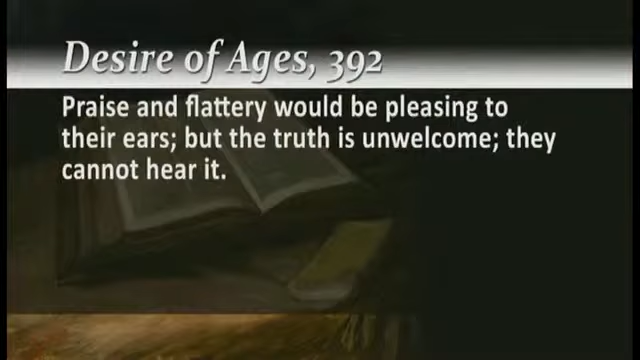 Desire of Ages, 392
Praise and flattery would be pleasing to
their ears; but the truth is unwelcome; they
cannot hear it.